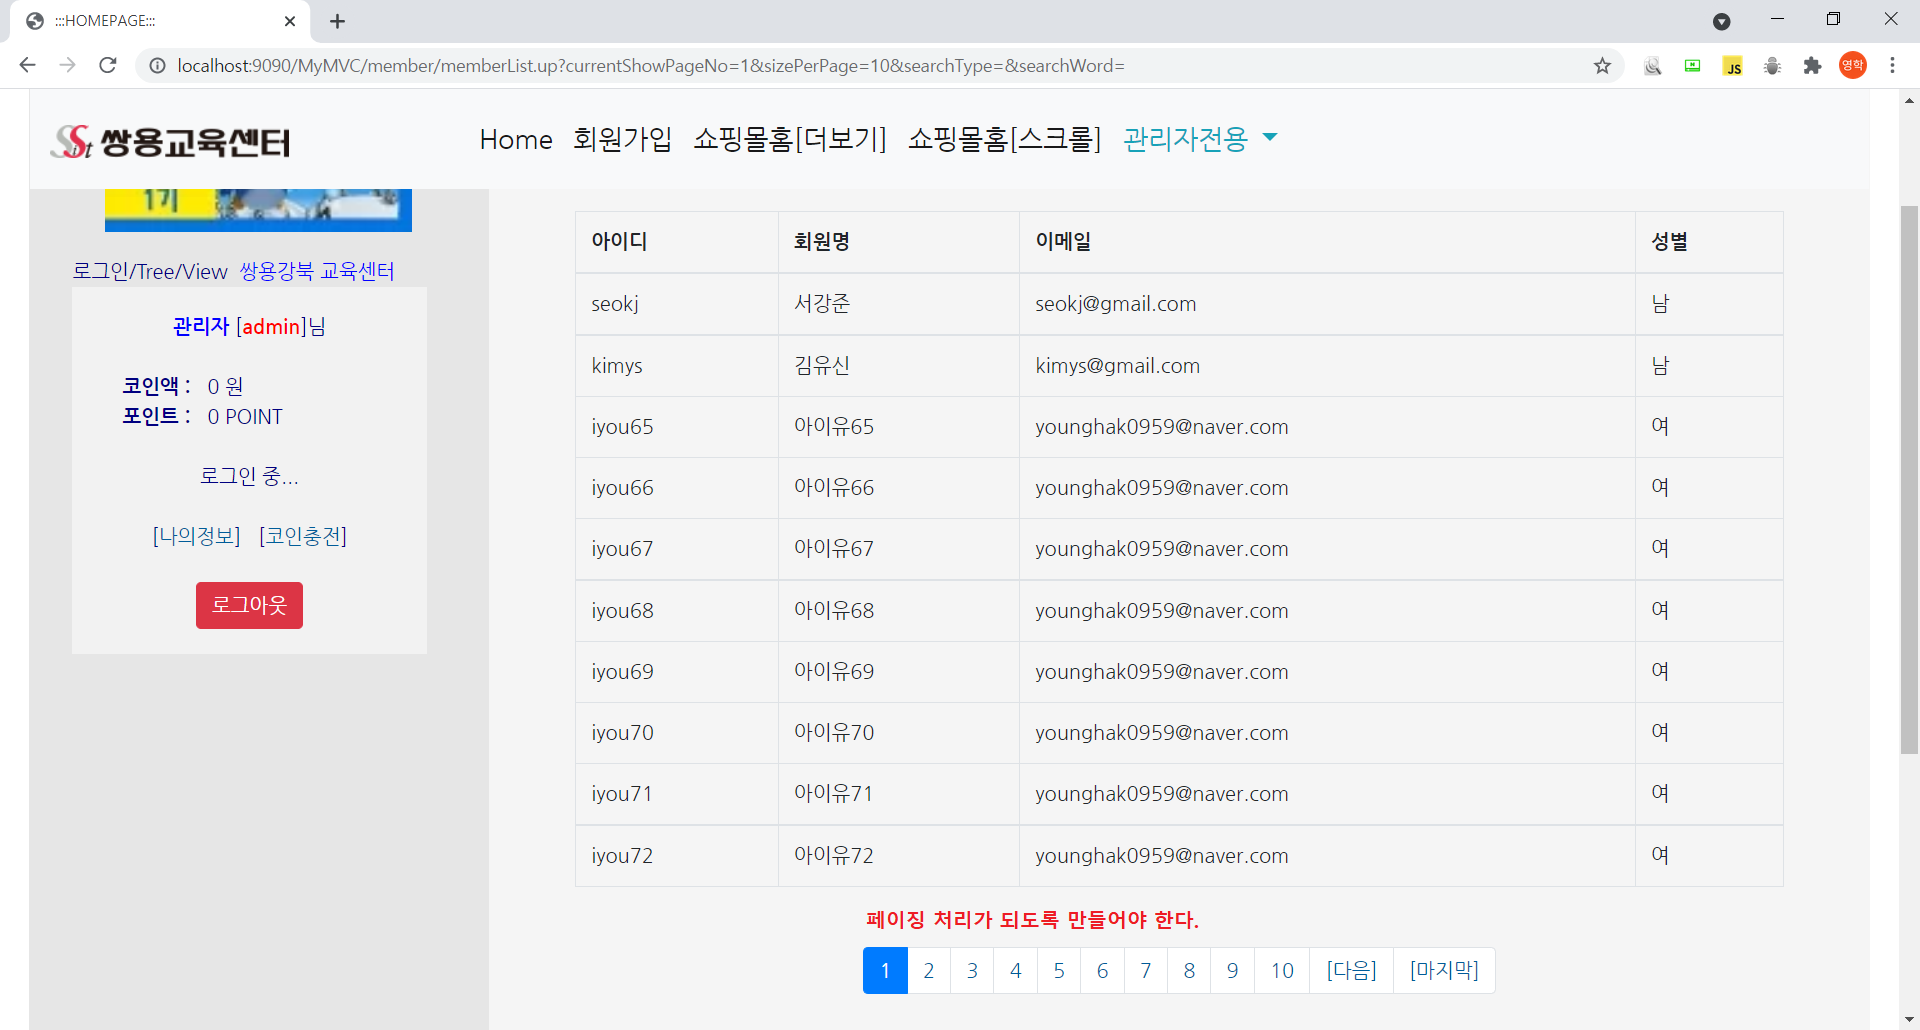 :::HOMEPAGE:::
localhost:9090/MyMVC/member/memberList.up?currentShowPageNo=1&sizePerPage=10&searchType=&searchWord=
JS
영학
SSist 쌍용교육센터
Home 회원가입 쇼핑몰홈[더보기] 쇼핑몰홈[스크롤] 관리자전용
1기
로그인/Tree/View 쌍용강북 교육센터
관리자 [admin]님
코인액 : 0 원
포인트 : 0 POINT
로그인 중...
[나의정보] [코인충전]
로그아웃
아이디 회원명 이메일 성별
seokj 서강준 seokj@gmail.com 남
kimys 김유신 kimys@gmail.com 남
iyou65 아이유65 younghak0959@naver.com 여
iyou66 아이유66 younghak0959@naver.com 여
iyou67 아이유67 younghak0959@naver.com 여
iyou68 아이유68 younghak0959@naver.com 여
iyou69 아이유69 younghak0959@naver.com 여
iyou70 아이유70 younghak0959@naver.com 여
iyou71 아이유71 younghak0959@naver.com 여
iyou72 아이유72 younghak0959@naver.com 여
페이징 처리가 되도록 만들어야 한다.
1 2 3 4 5 6 7 8 9 10 [다음] [마지막]